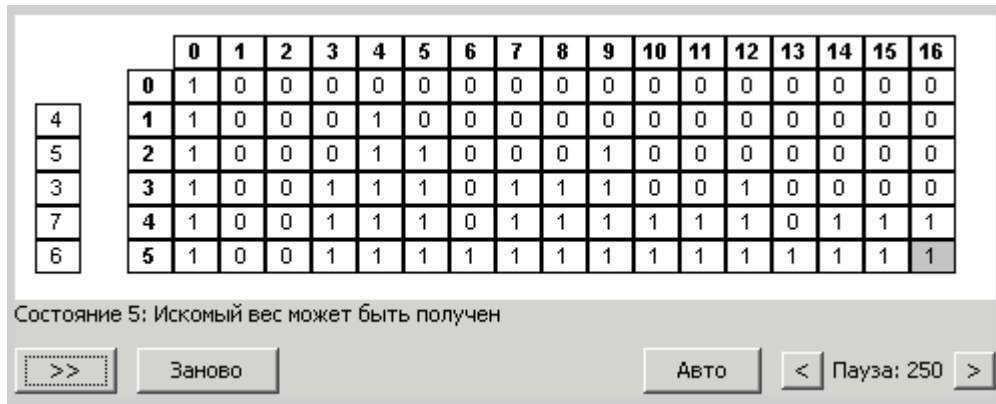 0 1 2 3 4 5 6 7 8 9 10 11 12 13 14 15 16
0 1 0 0 0 0 0 0 0 0 0 0 0 0 0 0 0 0
4 1 1 0 0 0 1 0 0 0 0 0 0 0 0 0 0 0 0
5 2 1 0 0 0 1 1 0 0 0 1 0 0 0 0 0 0 0
3 3 1 0 0 1 1 1 0 1 1 1 0 0 1 0 0 0 0
7 4 1 0 0 1 1 1 0 1 1 1 1 1 1 0 1 1 1
6 5 1 0 0 1 1 1 1 1 1 1 1 1 1 1 1 1 1
Состояние 5: Искомый вес может быть получен
>> Заново Авто < Пауза: 250 >